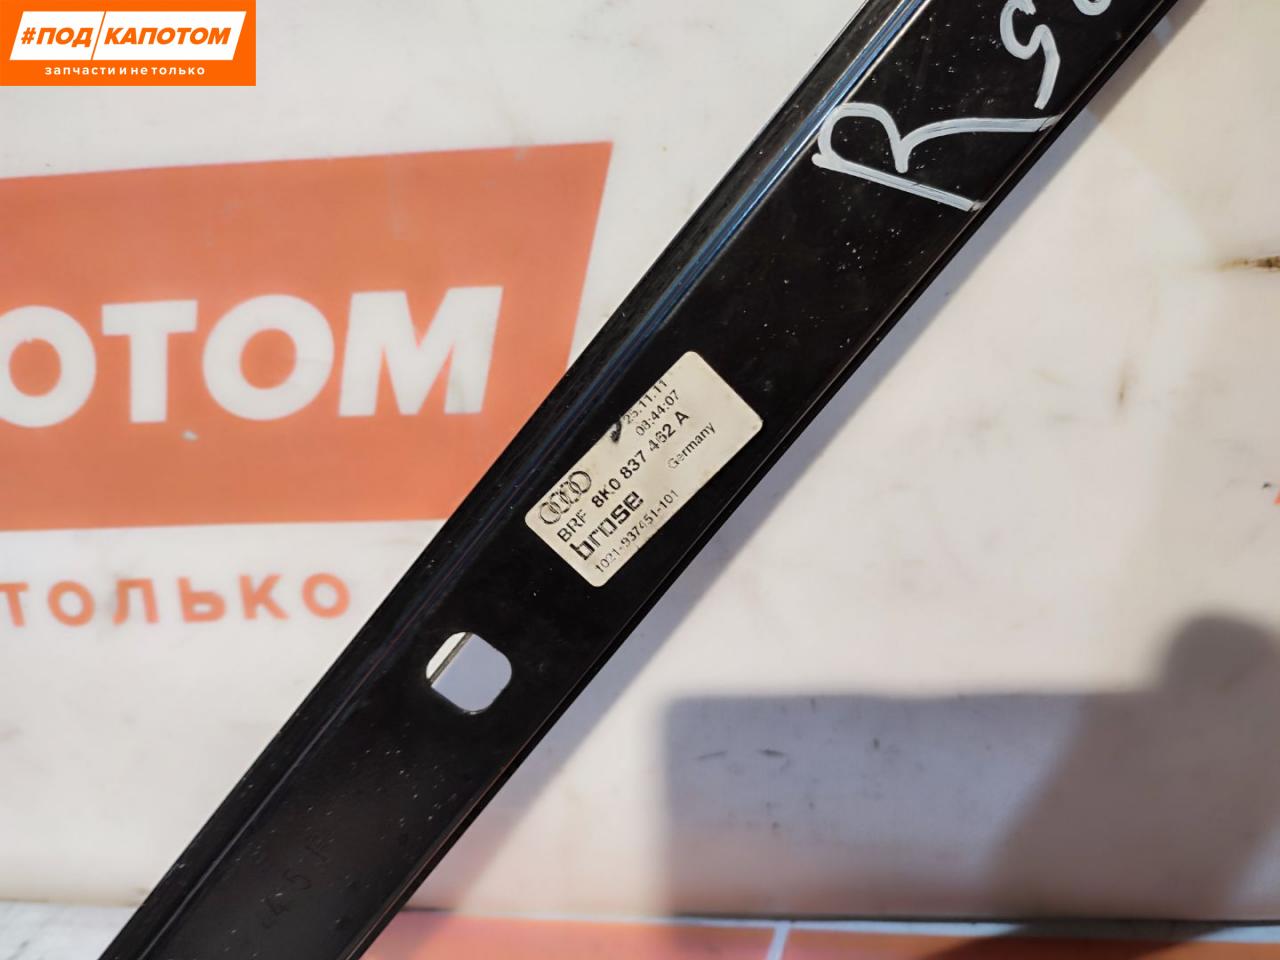 #ПОД КАПОТОМ
запчасти и не только
ОТОМ
ТОЛЬКО
25.11.11
08:44:07
BRF 8K0 837 462 A
brose
Germany
1021-937451-101